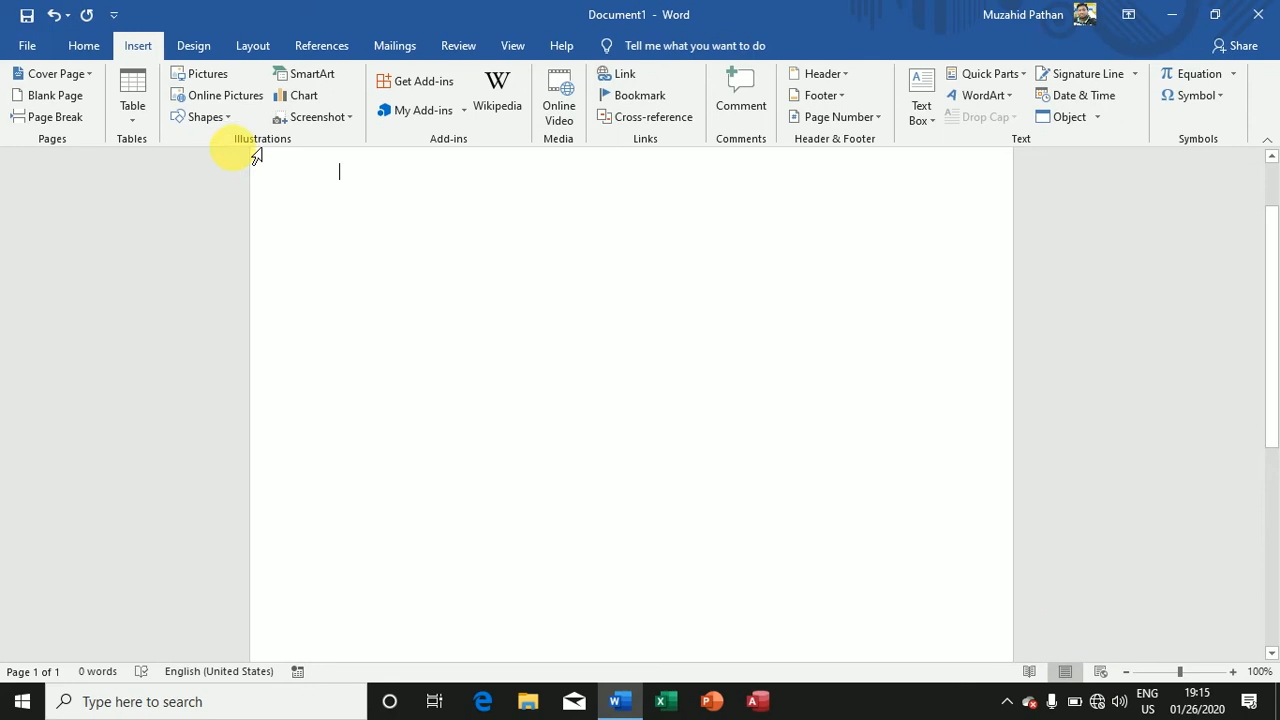 Document1 - Word
Muzahid Pathan
File Home Insert Design Layout References Mailings Review View Help Tell me what you want to do Share
Cover Page
Blank Page
Page Break
Pages
Table
Tables
Pictures
Online Pictures
Shapes
SmartArt
Chart
Screenshot
Illustrations
Get Add-ins
My Add-ins
W
Wikipedia
Add-ins
Online
Video
Media
Link
Bookmark
Cross-reference
Links
Comment
Comments
Header
Footer
Page Number
Header & Footer
Text
Box
Quick Parts
WordArt
Drop Cap
Signature Line
Date & Time
Object
Text
π Equation
Ω Symbol
Symbols
Page 1 of 1 0 words English (United States) 100%
Type here to search
ENG
US
19:15
01/26/2020